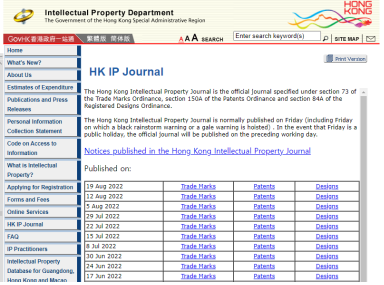 Intellectual Property Department
The Government of the Hong Kong Special Administrative Region
HONG
KONG
GovHK香港政府一站通
繁體版 简体版
A A A SEARCH
Enter search keyword(s)
SITE MAP
Home
What's New?
About Us
Estimates of Expenditure
Publications and Press
Releases
Personal Information
Collection Statement
Code on Access to
Information
What is Intellectual
Property?
Applying for Registration
Forms and Fees
Online Services
HK IP Journal
FAQ
IP Practitioners
Intellectual Property
Database for Guangdong,
Hong Kong and Macao
Print Version
HK IP Journal
The Hong Kong Intellectual Property Journal is the official Journal specified under section 73 of
the Trade Marks Ordinance, section 150A of the Patents Ordinance and section 84A of the
Registered Designs Ordinance.
The Hong Kong Intellectual Property Journal is normally published on Friday (including Friday
on which a black rainstorm warning or a gale warning is hoisted) . In the event that Friday is a
public holiday, the official Journal will be published on the preceding working day.
Notices published in the Hong Kong Intellectual Property Journal
Published on:
19 Aug 2022 Trade Marks Patents Designs
12 Aug 2022 Trade Marks Patents Designs
5 Aug 2022 Trade Marks Patents Designs
29 Jul 2022 Trade Marks Patents Designs
22 Jul 2022 Trade Marks Patents Designs
15 Jul 2022 Trade Marks Patents Designs
8 Jul 2022 Trade Marks Patents Designs
30 Jun 2022 Trade Marks Patents Designs
24 Jun 2022 Trade Marks Patents Designs
17 Jun 2022 Trade Marks Patents Designs